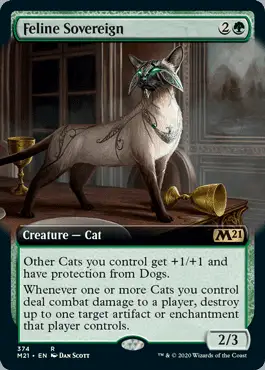 Feline Sovereign 2
Creature — Cat M21
Other Cats you control get +1/+1 and
have protection from Dogs.
Whenever one or more Cats you control
deal combat damage to a player, destroy
up to one target artifact or enchantment
that player controls.
2/3
374 R
M21 • EN DAN SCOTT ™ & © 2020 Wizards of the Coast